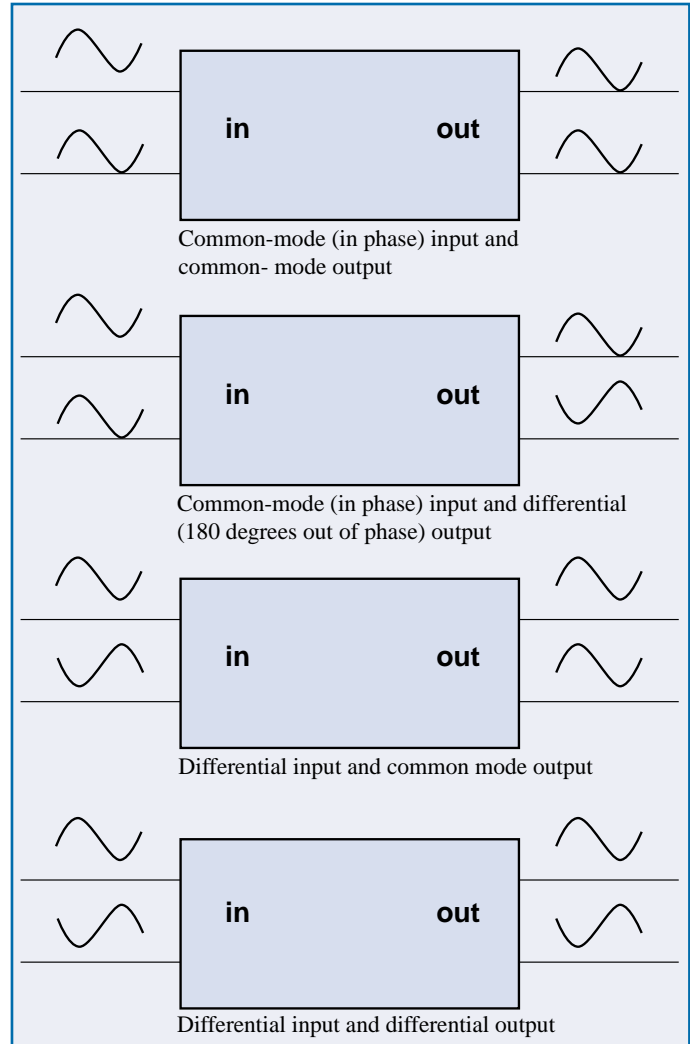 in out
Common-mode (in phase) input and
common- mode output
in out
Common-mode (in phase) input and differential
(180 degrees out of phase) output
in out
Differential input and common mode output
in out
Differential input and differential output